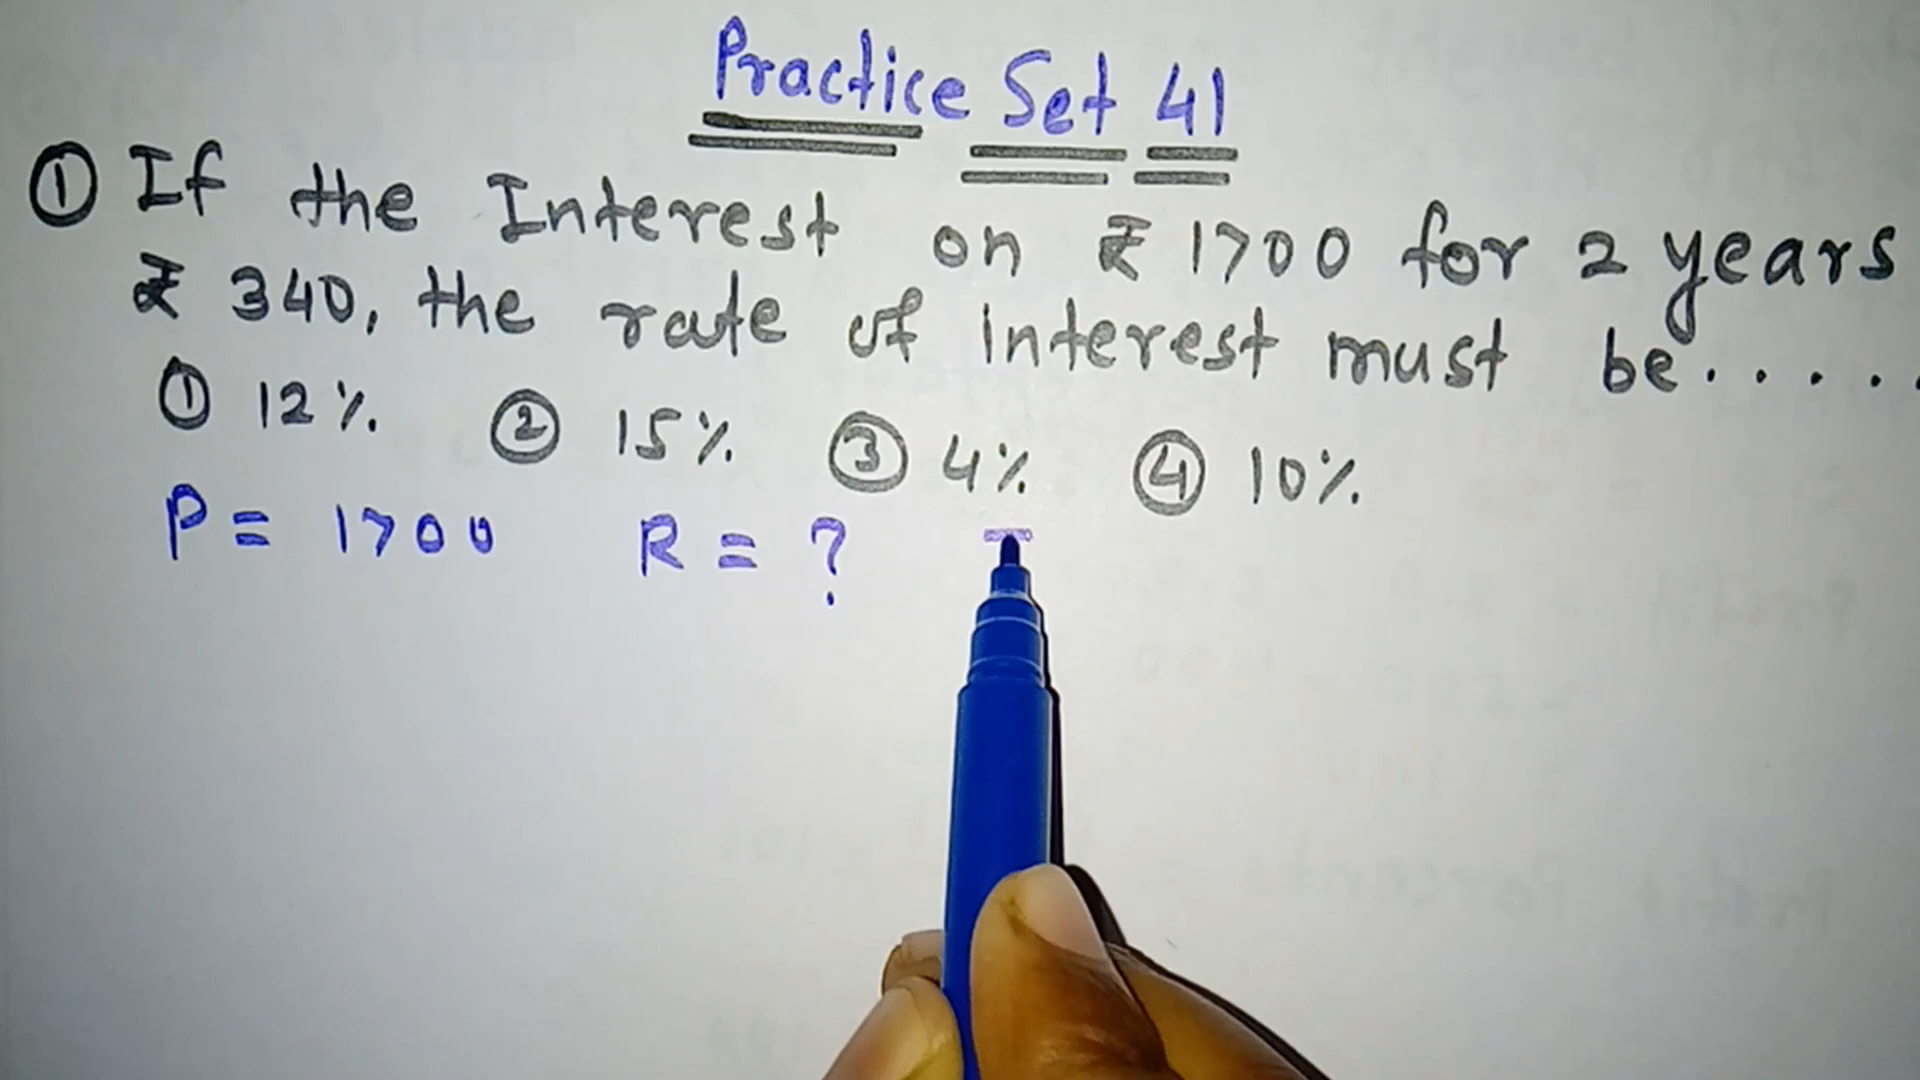 Practice Set 41
① If the Interest on ₹ 1700 for 2 years
₹ 340, the rate of interest must be.....
① 12% ② 15% ③ 4% ④ 10%
P = 1700 R = ?